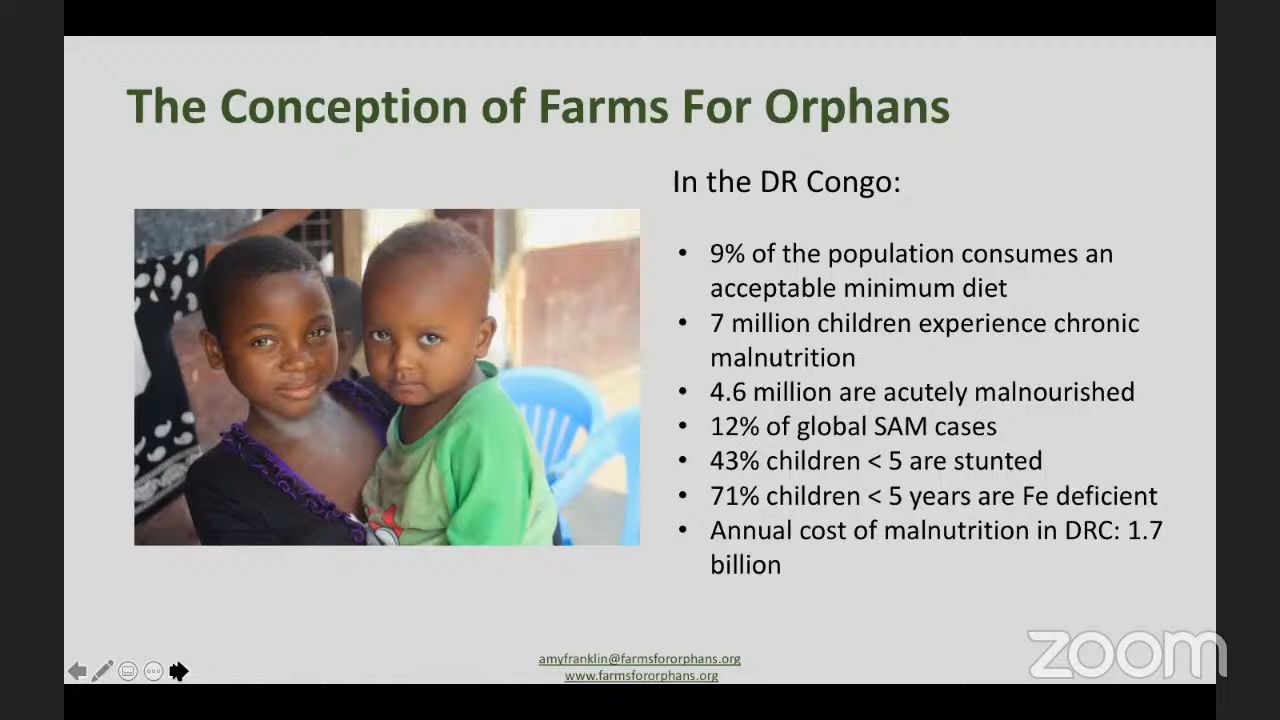 The Conception of Farms For Orphans
In the DR Congo:
• 9% of the population consumes an
acceptable minimum diet
• 7 million children experience chronic
malnutrition
• 4.6 million are acutely malnourished
• 12% of global SAM cases
• 43% children < 5 are stunted
• 71% children < 5 years are Fe deficient
• Annual cost of malnutrition in DRC: 1.7
billion
amyfranklin@farmsfororphans.org
www.farmsfororphans.org
zoom